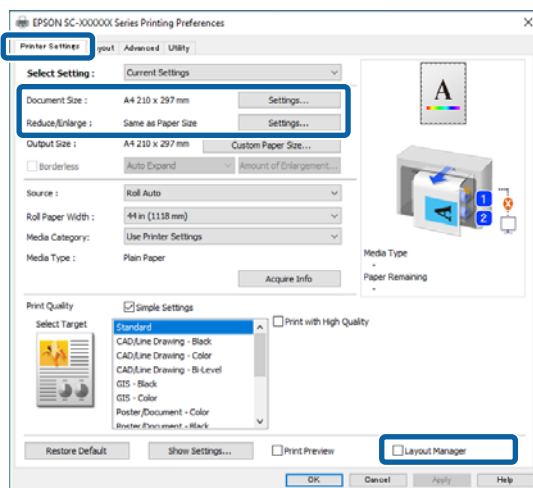 EPSON SC-XXXXXX Series Printing Preferences
Printer Settings yout Advanced Utility
Select Setting : Current Settings
Document Size : A4 210 x 297 mm Settings...
Reduce/Enlarge : Same as Paper Size Settings...
Output Size : A4 210 x 297 mm Custom Paper Size...
Borderless Auto Expand Amount of Enlargement...
Source : Roll Auto
Roll Paper Width : 44 in (1118 mm)
Media Category: Use Printer Settings
Media Type : Plain Paper
Acquire Info
A
A
1
2
Media Type
-
Paper Remaining
-
Print Quality Simple Settings
Select Target
Standard
CAD/Line Drawing - Black
CAD/Line Drawing - Color
CAD/Line Drawing - Bi-Level
GIS - Black
GIS - Color
Poster/Document - Color
Poster/Document - Black
Print with High Quality
Restore Default Show Settings... Print Preview Layout Manager
OK Cancel Apply Help